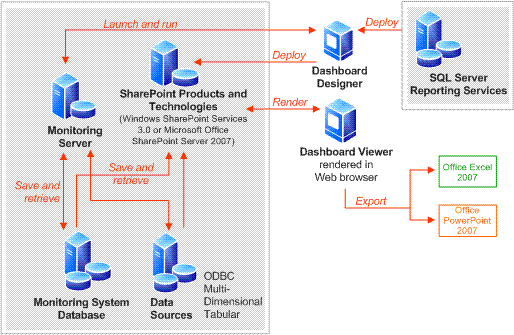 Launch and run
Deploy
Deploy
SQL Server
Reporting Services
Dashboard
Designer
SharePoint Products and
Technologies
(Windows SharePoint Services
3.0 or Microsoft Office
SharePoint Server 2007)
Render
Monitoring
Server
Dashboard Viewer
rendered in
Web browser
Save and
retrieve
Save and
retrieve
Export
Office Excel
2007
Office
PowerPoint
2007
Monitoring System
Database
Data
Sources
ODBC
Multi-
Dimensional
Tabular